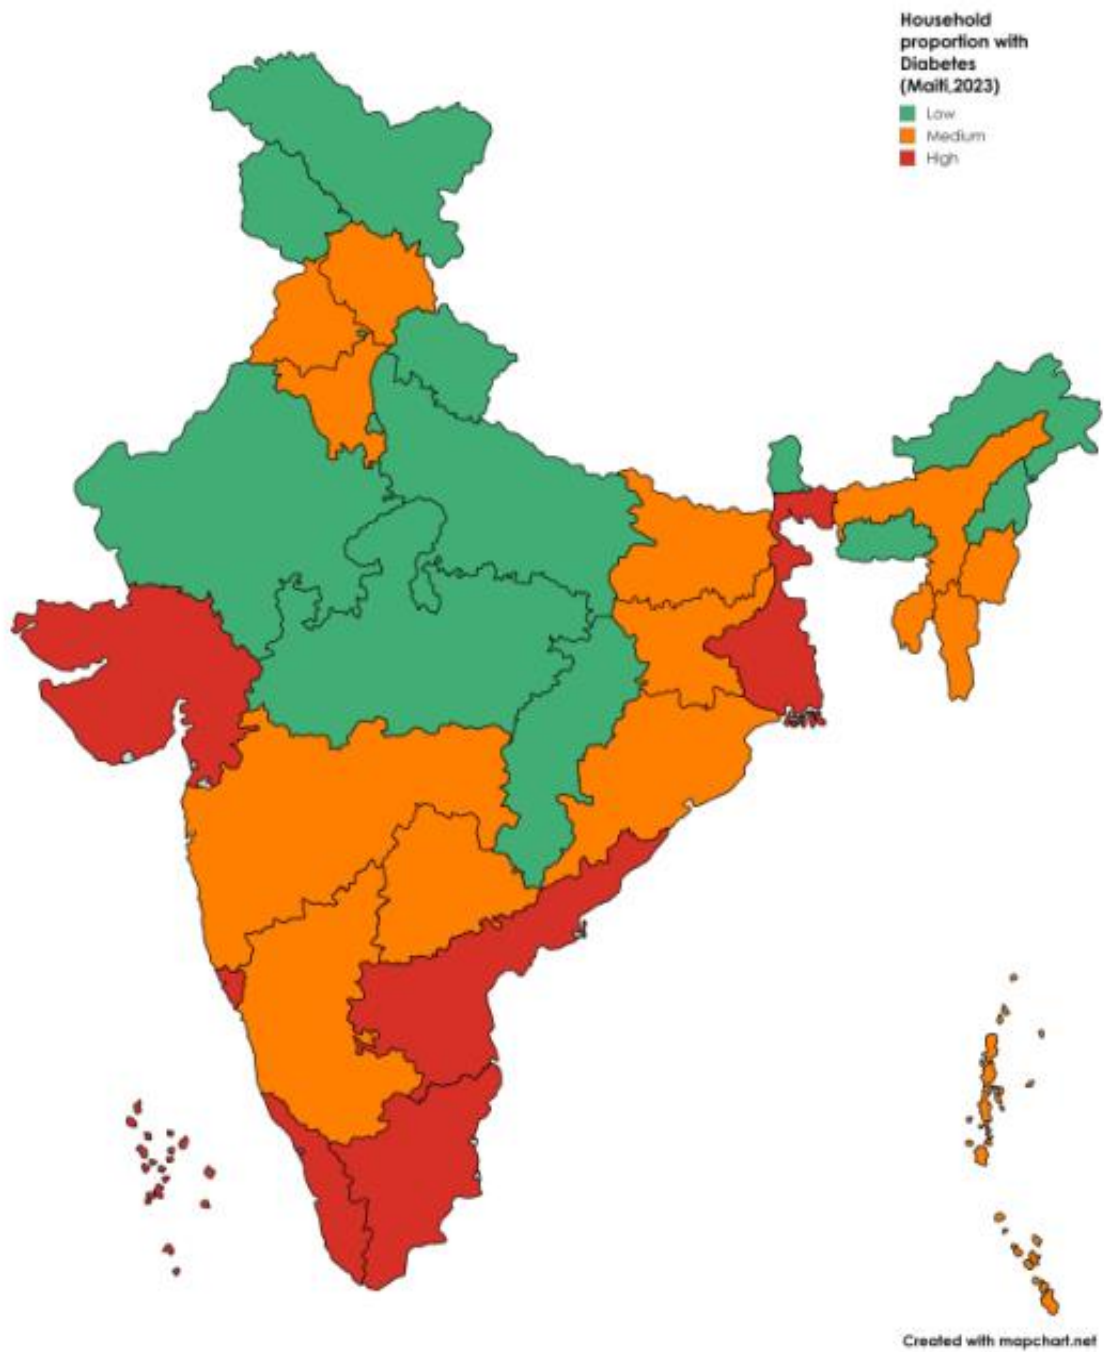 Household
proportion with
Diabetes
(Maiti,2023)
Low
Medium
High
Created with mapchart.net